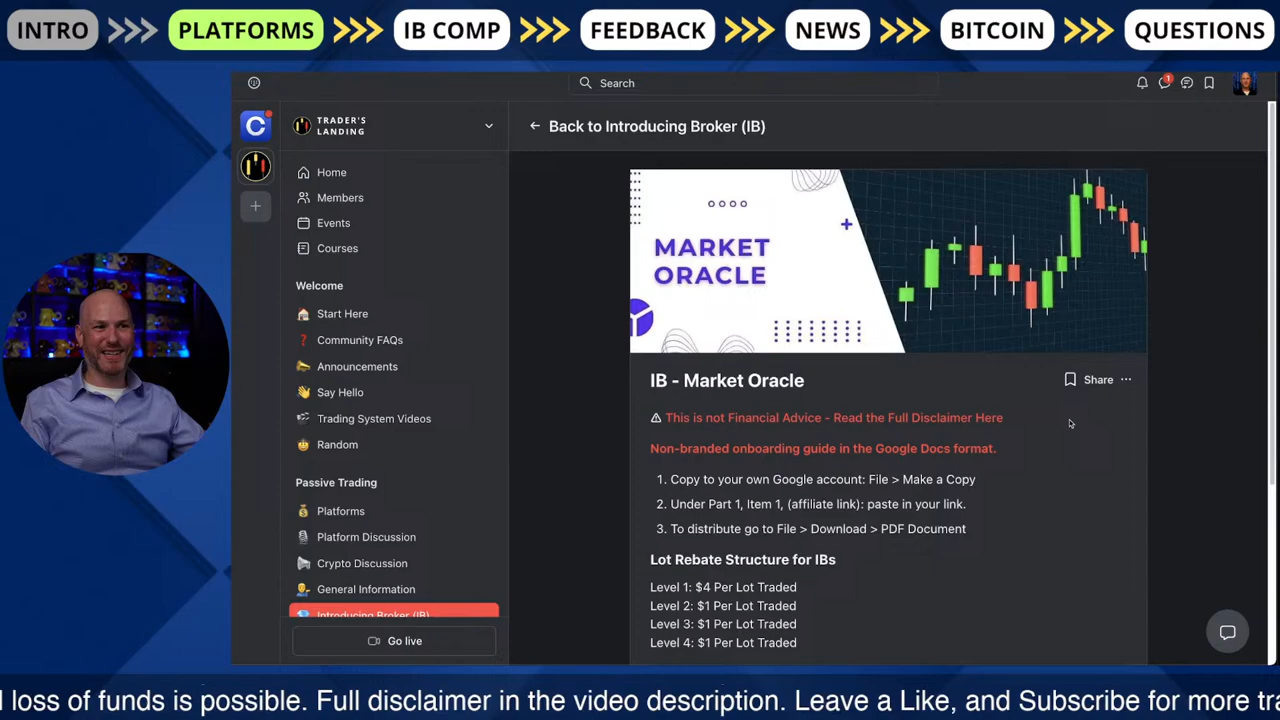 INTRO >>> PLATFORMS >>> IB COMP >>> FEEDBACK >>> NEWS >>> BITCOIN >>> QUESTIONS
Search
1
TRADER'S
LANDING
Home
Members
Events
Courses
Welcome
Start Here
Community FAQs
Announcements
Say Hello
Trading System Videos
Random
Passive Trading
Platforms
Platform Discussion
Crypto Discussion
General Information
Introducing Broker (IB)
Go live
← Back to Introducing Broker (IB)
MARKET
ORACLE
IB - Market Oracle
Share ···
⚠ This is not Financial Advice - Read the Full Disclaimer Here
Non-branded onboarding guide in the Google Docs format.
1. Copy to your own Google account: File > Make a Copy
2. Under Part 1, Item 1, (affiliate link): paste in your link.
3. To distribute go to File > Download > PDF Document
Lot Rebate Structure for IBs
Level 1: $4 Per Lot Traded
Level 2: $1 Per Lot Traded
Level 3: $1 Per Lot Traded
Level 4: $1 Per Lot Traded
loss of funds is possible. Full disclaimer in the video description. Leave a Like, and Subscribe for more